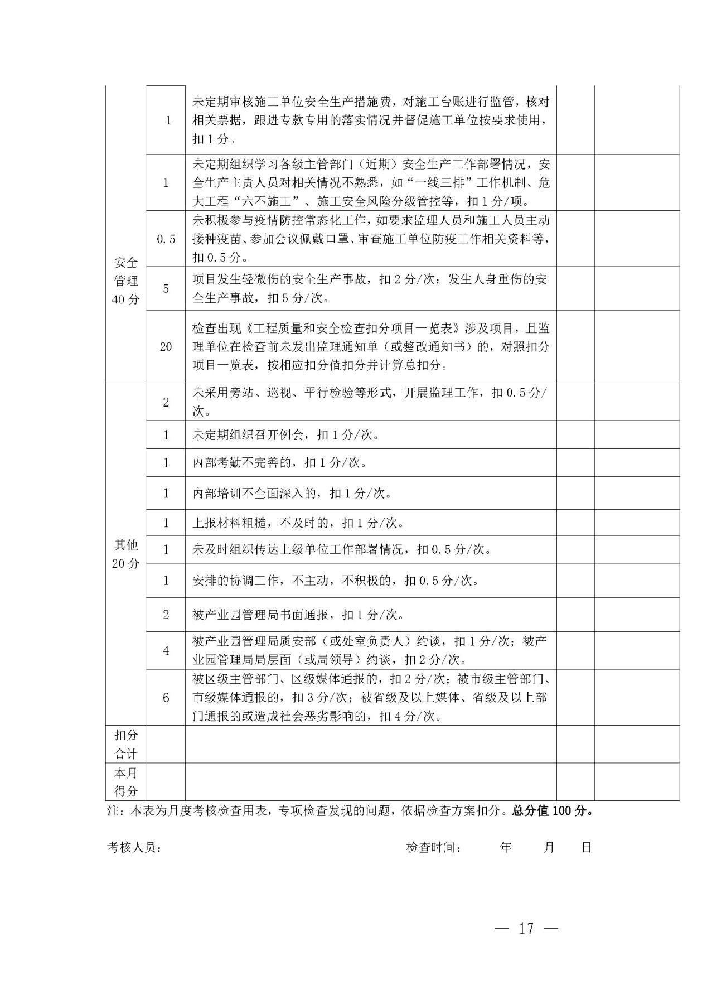 未定期审核施工单位安全生产措施费，对施工台账进行监管，核对
1
相关票据，跟进专款专用的落实情况并督促施工单位按要求使用，
扣1分。
未定期组织学习各级主管部门（近期）安全生产工作部署情况，安
1
全生产主责人员对相关情况不熟悉，如“一线三排”工作机制、危
大工程“六不施工”、施工安全风险分级管控等，扣1分/项。
未积极参与疫情防控常态化工作，如要求监理人员和施工人员主动
0.5
接种疫苗、参加会议佩戴口罩、审查施工单位防疫工作相关资料等，
扣0.5分。
安全
管理
40分
5
项目发生轻微伤的安全生产事故，扣2分/次；发生人身重伤的安
全生产事故，扣5分/次。
检查出现《工程质量和安全检查扣分项目一览表》涉及项目，且监
20
理单位在检查前未发出监理通知单（或整改通知书）的，对照扣分
项目一览表，按相应扣分值扣分并计算总扣分。
2
未采用旁站、巡视、平行检验等形式，开展监理工作，扣0.5分/
次。
1
未定期组织召开例会，扣1分/次。
1
内部考勤不完善的，扣1分/次。
1
内部培训不全面深入的，扣1分/次。
1
上报材料粗糙，不及时的，扣1分/次。
其他
20分
1
未及时组织传达上级单位工作部署情况，扣0.5分/次。
1
安排的协调工作，不主动，不积极的，扣0.5分/次。
2
被产业园管理局书面通报，扣1分/次。
4
被产业园管理局质安部（或处室负责人）约谈，扣1分/次；被产
业园管理局局层面（或局领导）约谈，扣2分/次。
被区级主管部门、区级媒体通报的，扣2分/次；被市级主管部门、
6
市级媒体通报的，扣3分/次；被省级及以上媒体、省级及以上部
门通报的或造成社会恶劣影响的，扣4分/次。
扣分
合计
本月
得分
注：本表为月度考核检查用表，专项检查发现的问题，依据检查方案扣分。总分值100分。
考核人员： 检查时间： 年 月 日
— 17 —